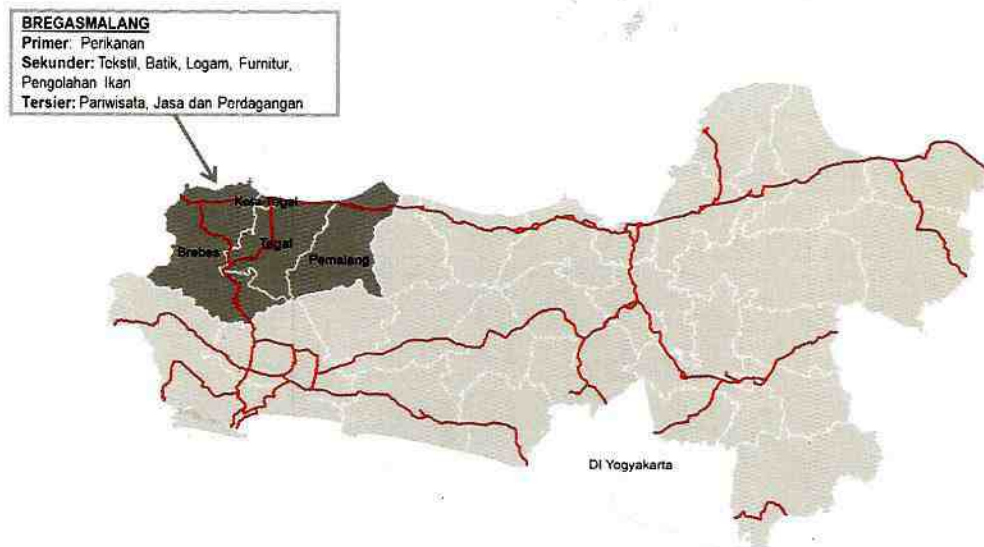 BREGASMALANG
Primer: Perikanan
Sekunder: Tekstil, Batik, Logam, Furnitur,
Pengolahan Ikan
Tersier: Pariwisata, Jasa dan Perdagangan
Kota Tegal
Brebes
Tegal
Pemalang
DI Yogyakarta